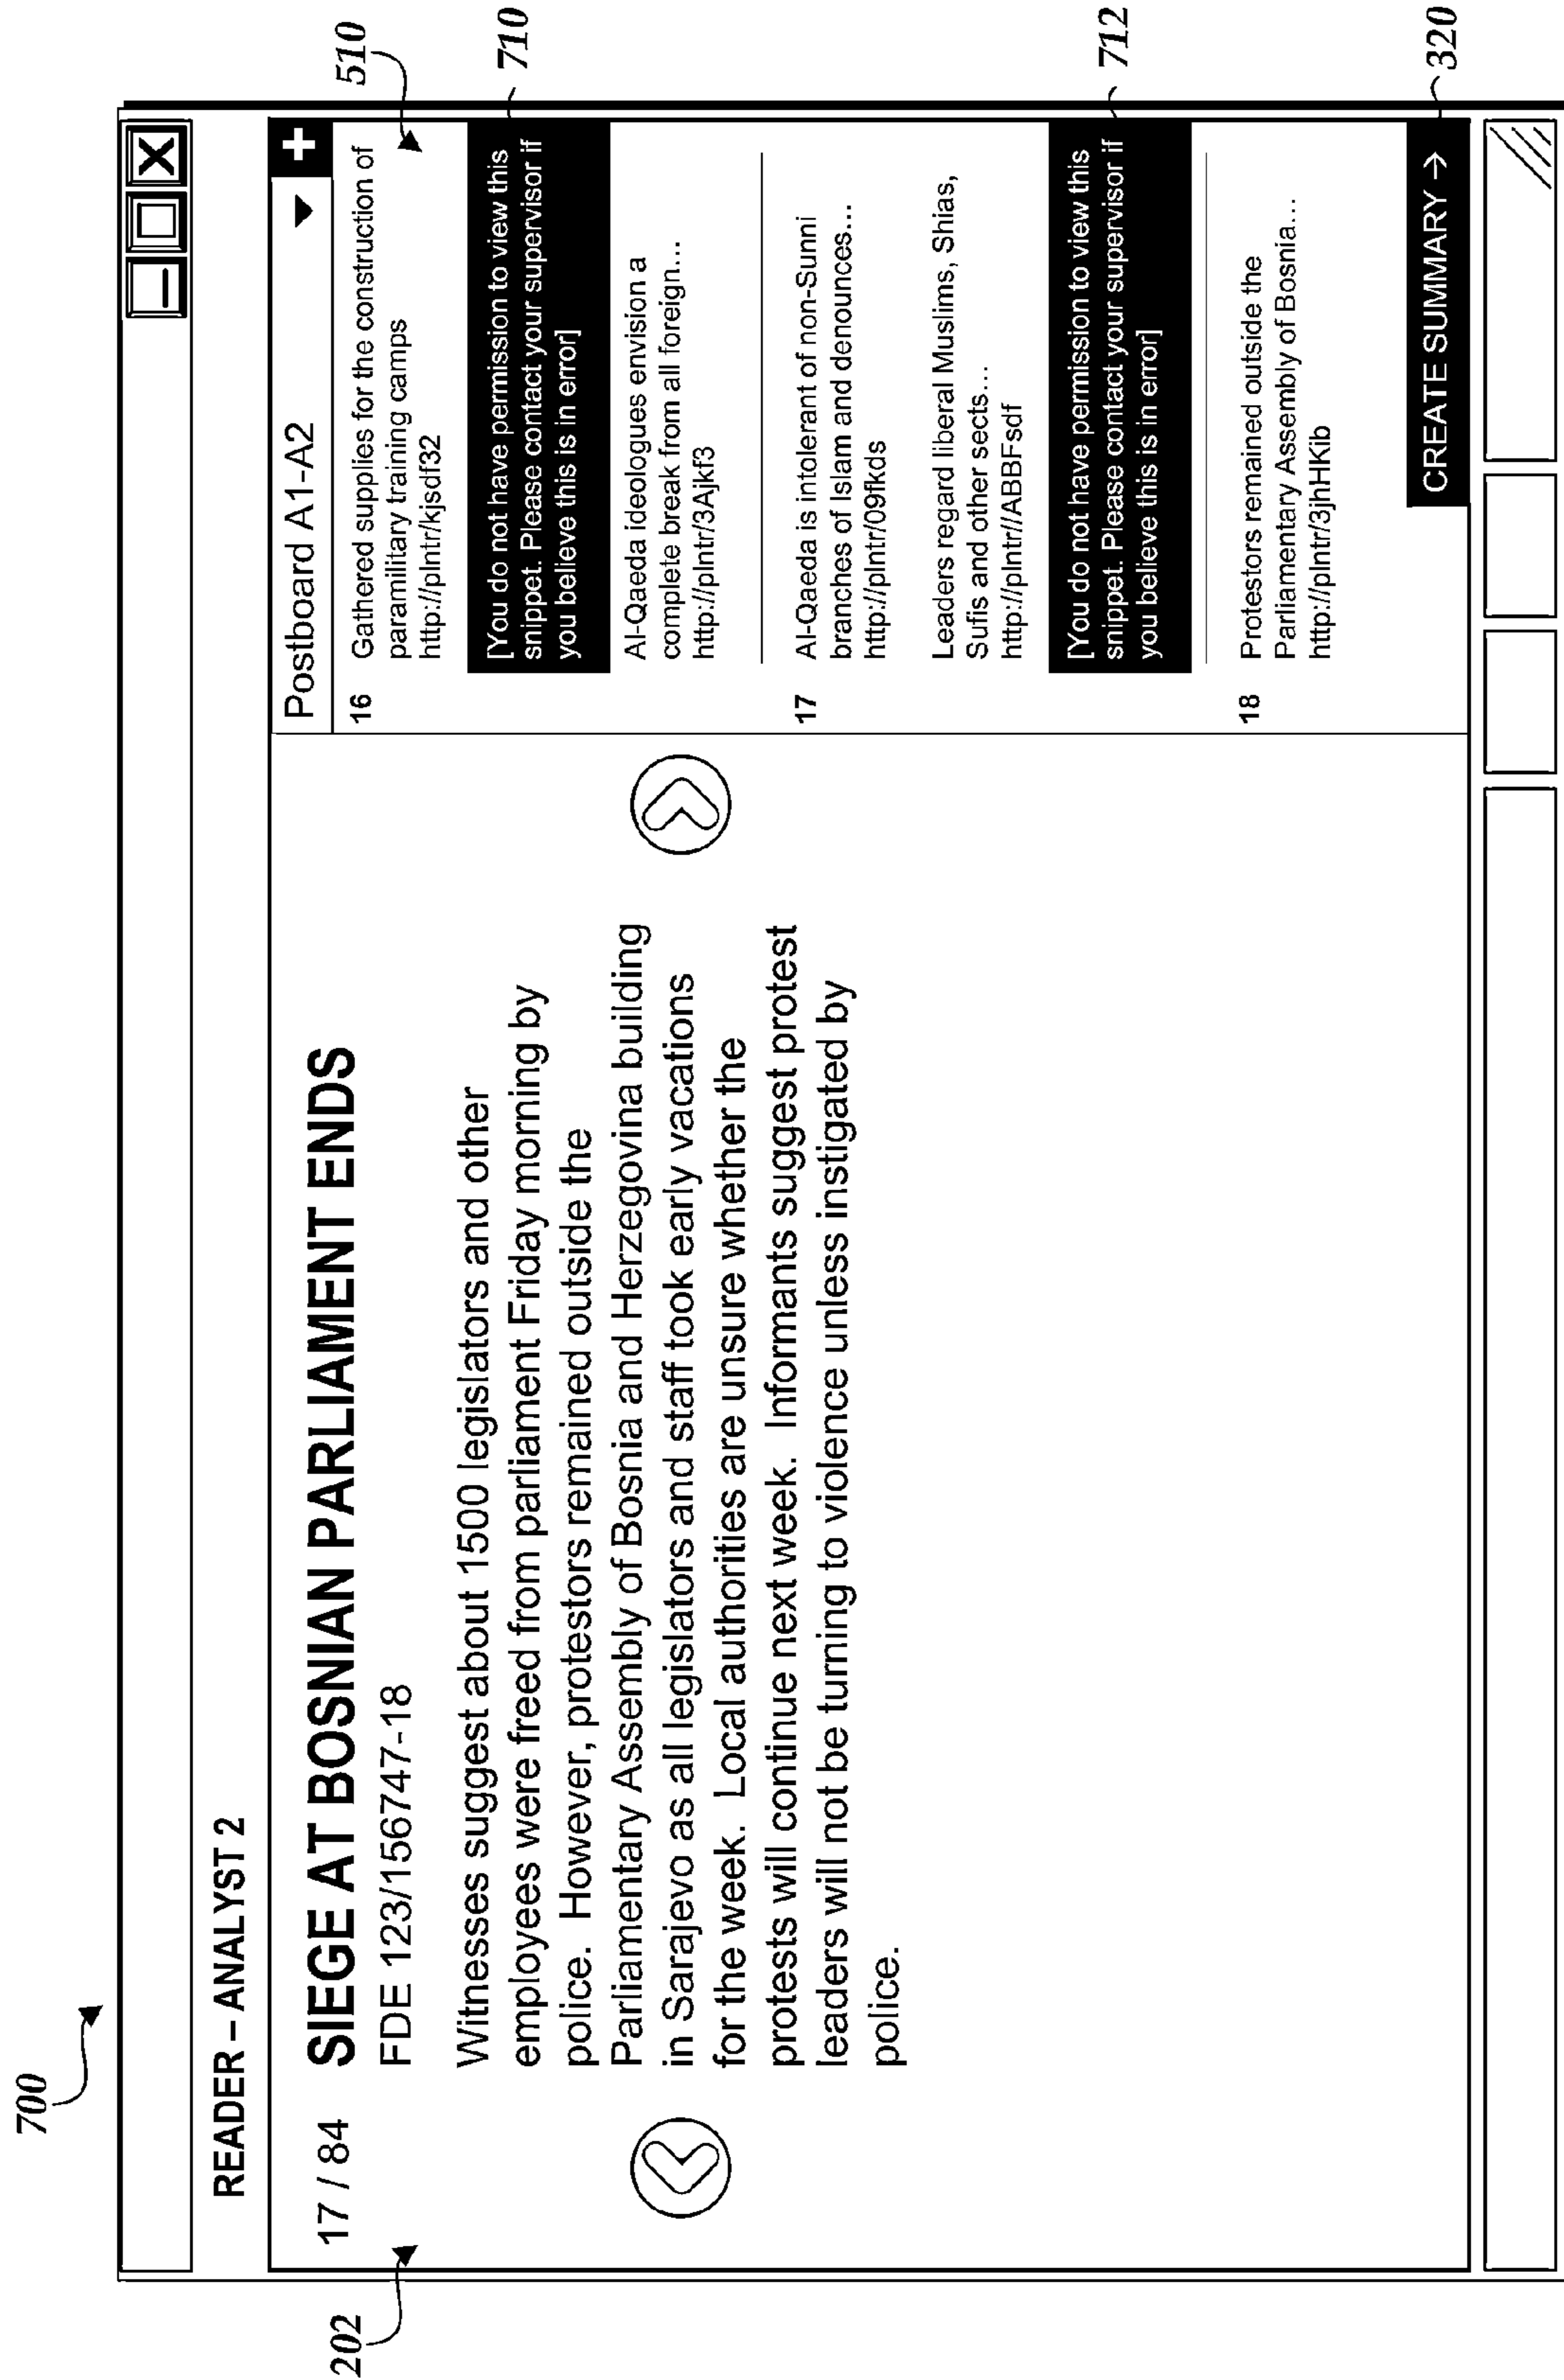 700
READER – ANALYST 2
202
17 / 84
SIEGE AT BOSNIAN PARLIAMENT ENDS
FDE 123/156747-18
Witnesses suggest about 1500 legislators and other
employees were freed from parliament Friday morning by
police. However, protestors remained outside the
Parliamentary Assembly of Bosnia and Herzegovina building
in Sarajevo as all legislators and staff took early vacations
for the week. Local authorities are unsure whether the
protests will continue next week. Informants suggest protest
leaders will not be turning to violence unless instigated by
police.
Postboard A1-A2
+
510
16
Gathered supplies for the construction of
paramilitary training camps
http://plntr/kjsdf32
[You do not have permission to view this
snippet. Please contact your supervisor if
you believe this is in error]
710
Al-Qaeda ideologues envision a
complete break from all foreign...
http://plntr/3Ajkf3
17
Al-Qaeda is intolerant of non-Sunni
branches of Islam and denounces...
http://plntr/09fkds
Leaders regard liberal Muslims, Shias,
Sufis and other sects...
http://plntr//ABBFsdf
[You do not have permission to view this
snippet. Please contact your supervisor if
you believe this is in error]
712
18
Protestors remained outside the
Parliamentary Assembly of Bosnia...
http://plntr/3jhHKib
CREATE SUMMARY →
320